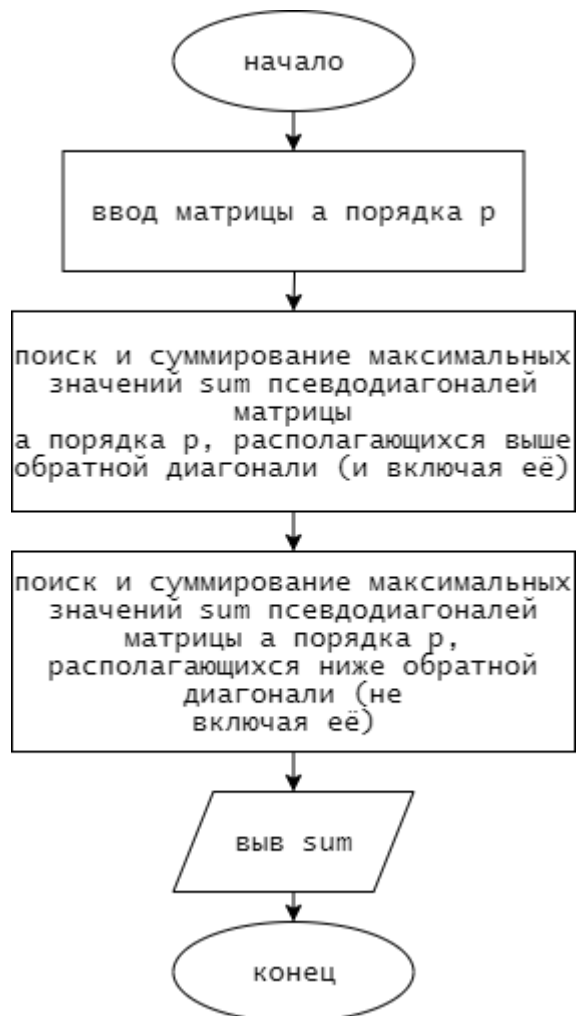 начало
ввод матрицы а порядка р
поиск и суммирование максимальных
значений sum псевдодиагоналей
матрицы
а порядка р, располагающихся выше
обратной диагонали (и включая её)
поиск и суммирование максимальных
значений sum псевдодиагоналей
матрицы а порядка р,
располагающихся ниже обратной
диагонали (не
включая её)
выв sum
конец